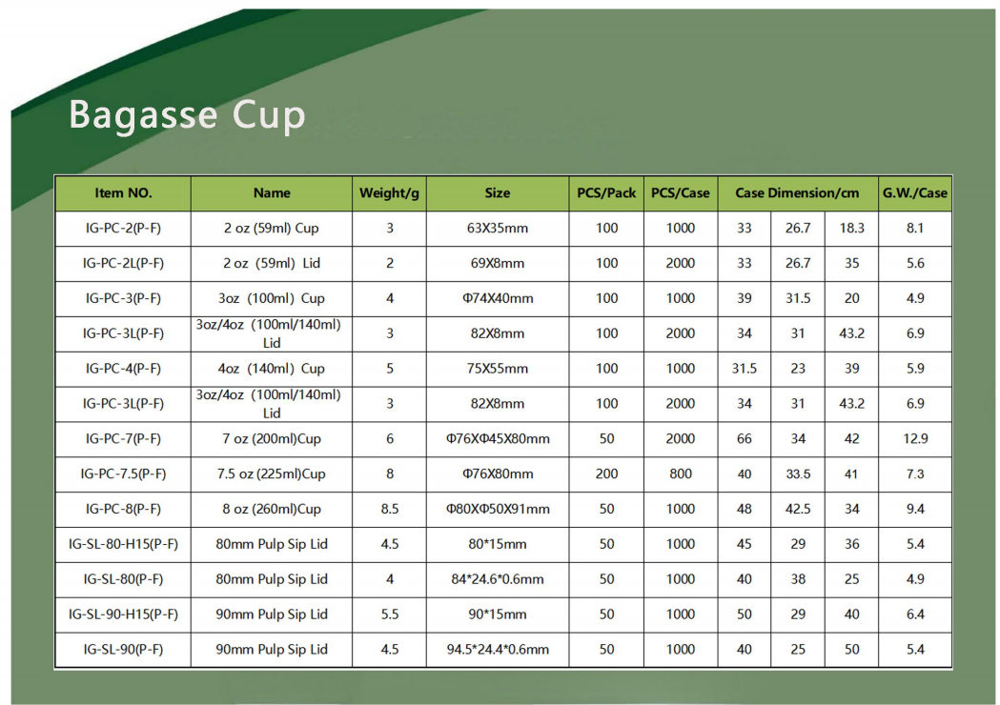 Bagasse Cup
Item NO. Name Weight/g Size PCS/Pack PCS/Case Case Dimension/cm G.W./Case
IG-PC-2(P-F) 2 oz (59ml) Cup 3 63X35mm 100 1000 33 26.7 18.3 8.1
IG-PC-2L(P-F) 2 oz (59ml) Lid 2 69X8mm 100 2000 33 26.7 35 5.6
IG-PC-3(P-F) 3oz (100ml) Cup 4 Φ74X40mm 100 1000 39 31.5 20 4.9
IG-PC-3L(P-F) 3oz/4oz (100ml/140ml) Lid 3 82X8mm 100 2000 34 31 43.2 6.9
IG-PC-4(P-F) 4oz (140ml) Cup 5 75X55mm 100 1000 31.5 23 39 5.9
IG-PC-3L(P-F) 3oz/4oz (100ml/140ml) Lid 3 82X8mm 100 2000 34 31 43.2 6.9
IG-PC-7(P-F) 7 oz (200ml)Cup 6 Φ76XΦ45X80mm 50 2000 66 34 42 12.9
IG-PC-7.5(P-F) 7.5 oz (225ml)Cup 8 Φ76X80mm 200 800 40 33.5 41 7.3
IG-PC-8(P-F) 8 oz (260ml)Cup 8.5 Φ80XΦ50X91mm 50 1000 48 42.5 34 9.4
IG-SL-80-H15(P-F) 80mm Pulp Sip Lid 4.5 80*15mm 50 1000 45 29 36 5.4
IG-SL-80(P-F) 80mm Pulp Sip Lid 4 84*24.6*0.6mm 50 1000 40 38 25 4.9
IG-SL-90-H15(P-F) 90mm Pulp Sip Lid 5.5 90*15mm 50 1000 50 29 40 6.4
IG-SL-90(P-F) 90mm Pulp Sip Lid 4.5 94.5*24.4*0.6mm 50 1000 40 25 50 5.4